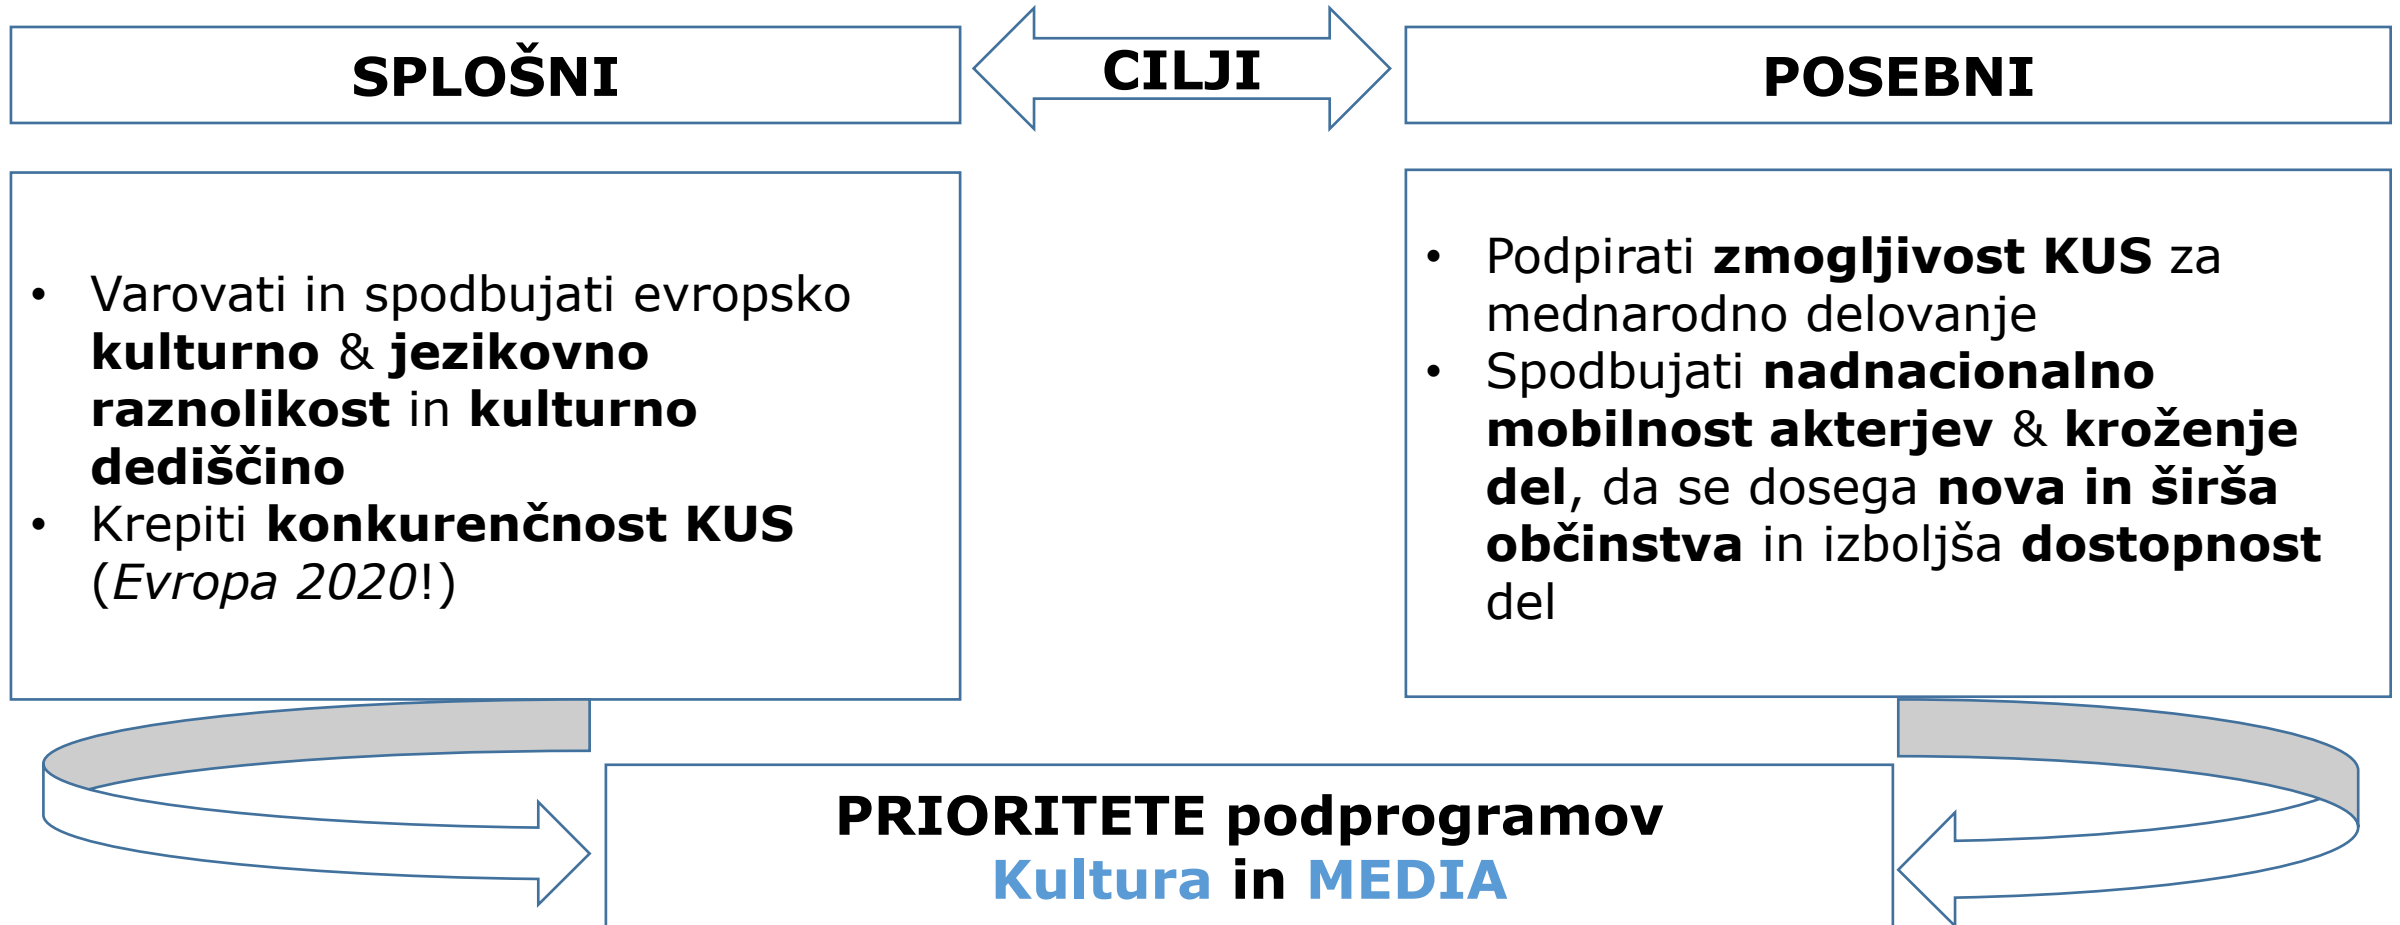 SPLOŠNI
CILJI
POSEBNI
• Varovati in spodbujati evropsko
kulturno & jezikovno
raznolikost in kulturno
dediščino
• Krepiti konkurenčnost KUS
(Evropa 2020!)
• Podpirati zmogljivost KUS za
mednarodno delovanje
• Spodbujati nadnacionalno
mobilnost akterjev & kroženje
del, da se dosega nova in širša
občinstva in izboljša dostopnost
del
PRIORITETE podprogramov
Kultura in MEDIA